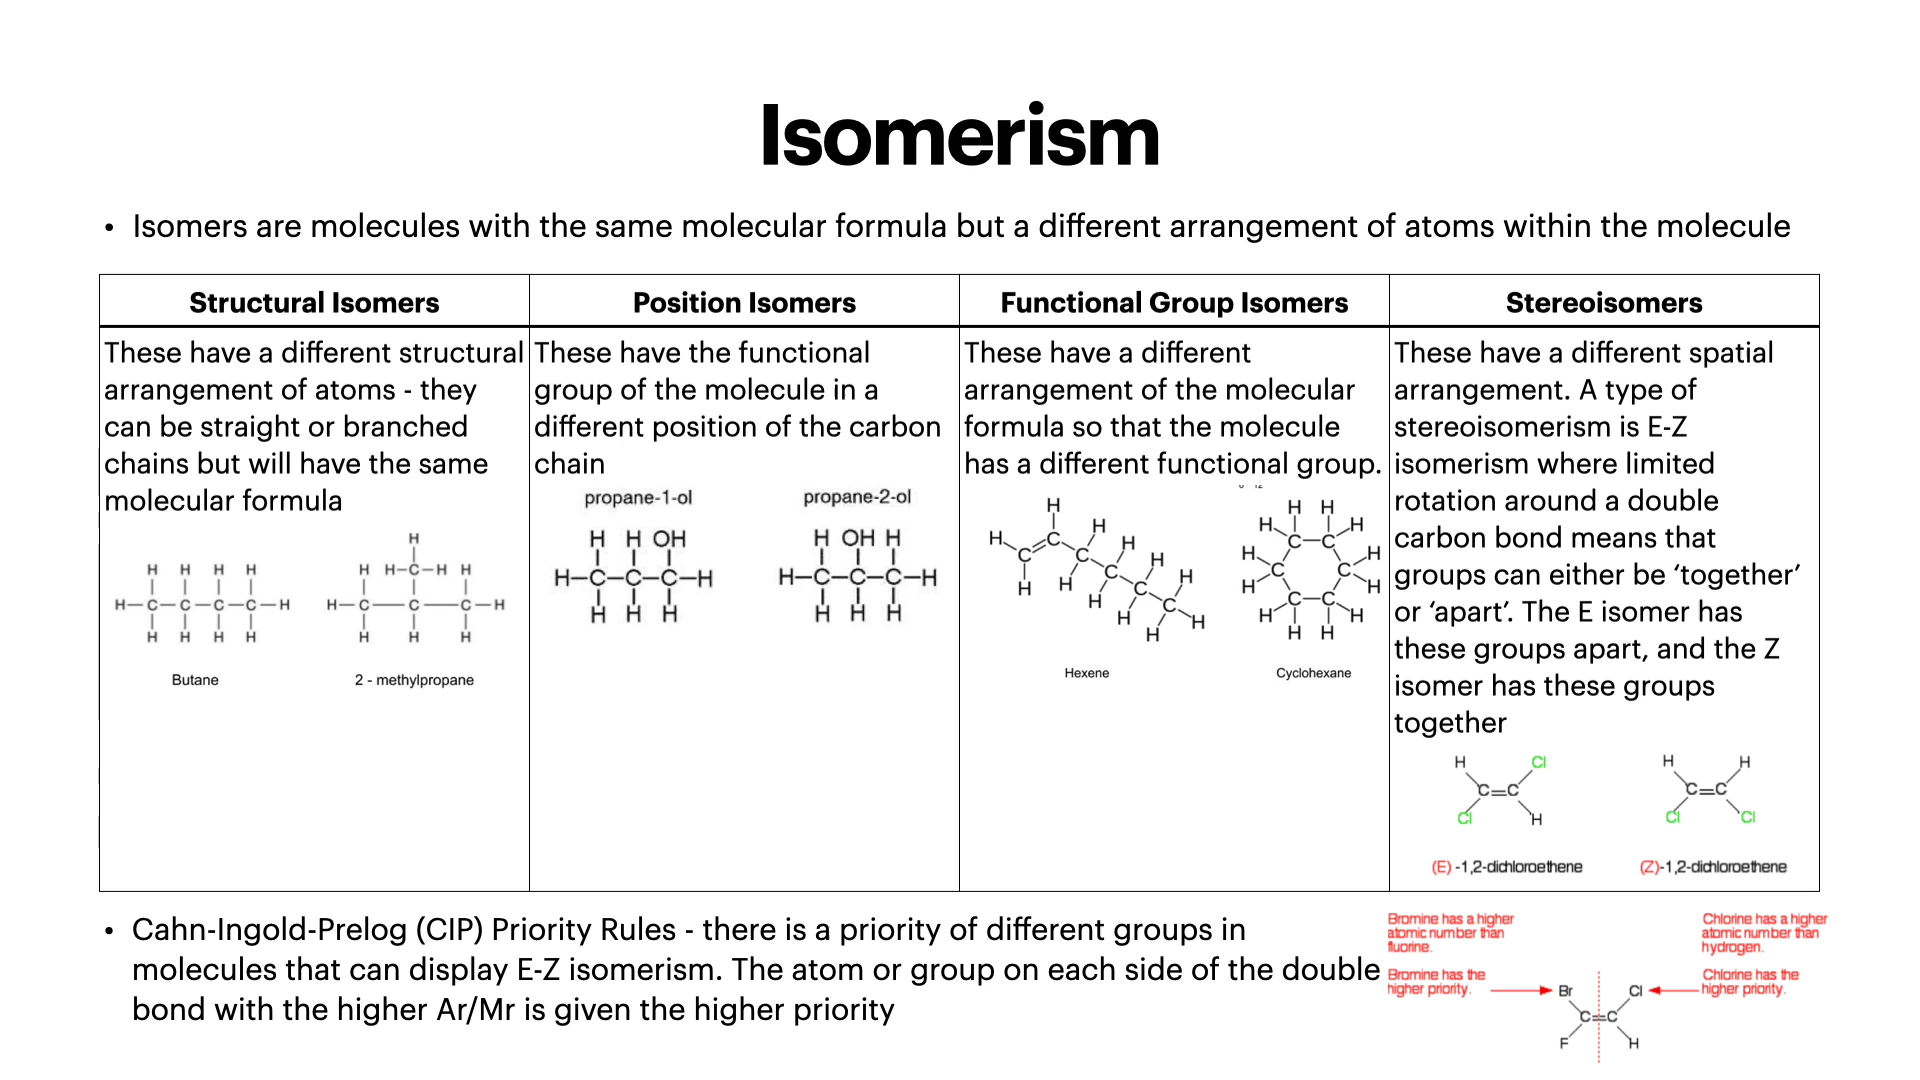 Isomerism
• Isomers are molecules with the same molecular formula but a different arrangement of atoms within the molecule
Structural Isomers
These have a different structural
arrangement of atoms - they
can be straight or branched
chains but will have the same
molecular formula
H
H H H H
H-C-C-C-C-H
H H H H
Butane
H H-C-H H
H-C-C-C-H
H H H
2 - methylpropane
Position Isomers
These have the functional
group of the molecule in a
different position of the carbon
chain
propane-1-ol
H H OH
H-C-C-C-H
H H H
propane-2-ol
H OH H
H-C-C-C-H
H H H
Functional Group Isomers
These have a different
arrangement of the molecular
formula so that the molecule
has a different functional group.
H
H C H
C C H
H H C H
H C H
H C H
H
Hexene
H H
H C-C H
H C C H
H H
H C-C H
H H
Cyclohexane
Stereoisomers
These have a different spatial
arrangement. A type of
stereoisomerism is E-Z
isomerism where limited
rotation around a double
carbon bond means that
groups can either be ‘together’
or ‘apart’. The E isomer has
these groups apart, and the Z
isomer has these groups
together
H Cl
C=C
Cl H
(E) -1,2-dichloroethene
H H
C=C
Cl Cl
(Z)-1,2-dichloroethene
• Cahn-Ingold-Prelog (CIP) Priority Rules - there is a priority of different groups in
molecules that can display E-Z isomerism. The atom or group on each side of the double
bond with the higher Ar/Mr is given the higher priority
Bromine has a higher
atomic number than
fluorine.
Bromine has the
higher priority.
Chlorine has a higher
atomic number than
hydrogen.
Chlorine has the
higher priority.
Br Cl
C=C
F H